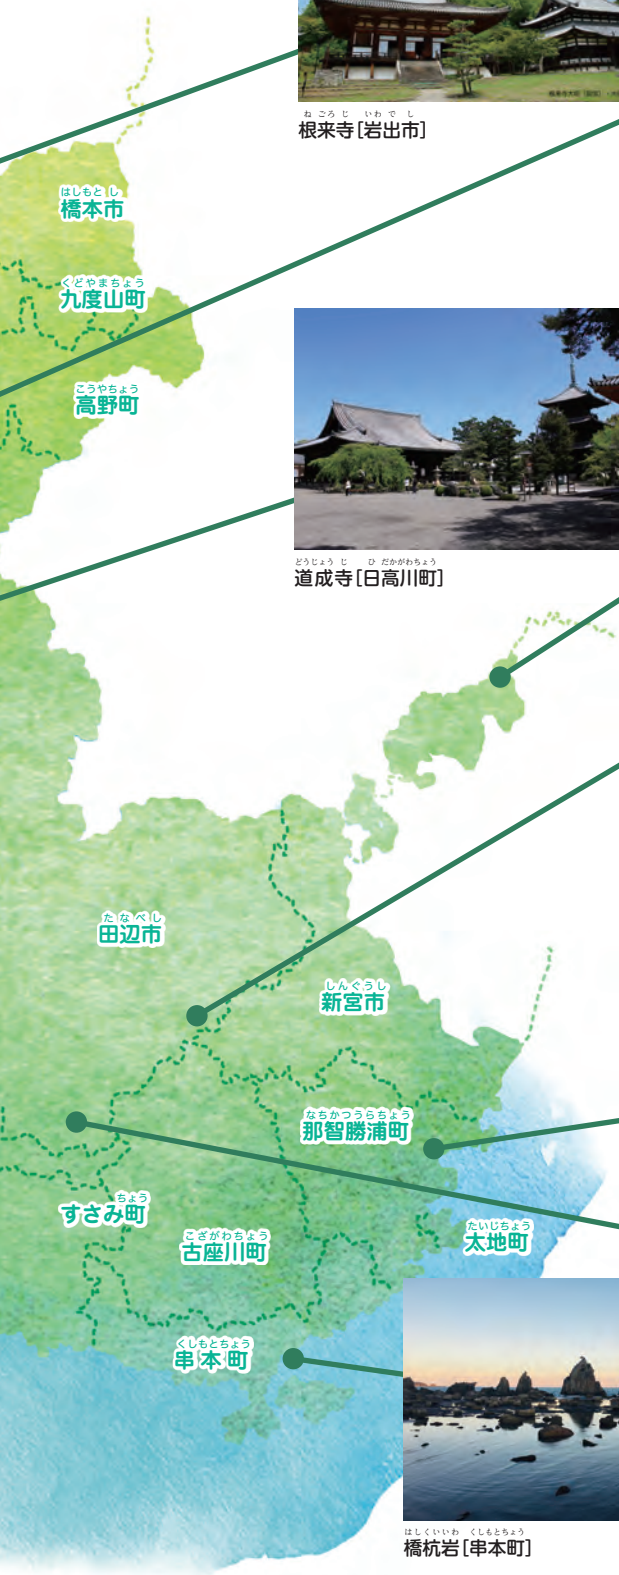 ねごろじ いわでし
根来寺[岩出市]
はしもとし
橋本市
くどやまちょう
九度山町
こうやちょう
高野町
どうじょうじ ひだかがわちょう
道成寺[日高川町]
たなべし
田辺市
しんぐうし
新宮市
なちかつうらちょう
那智勝浦町
ちょう
すさみ町
こざがわちょう
古座川町
たいじちょう
太地町
くしもとちょう
串本町
はしくいいわ くしもとちょう
橋杭岩[串本町]